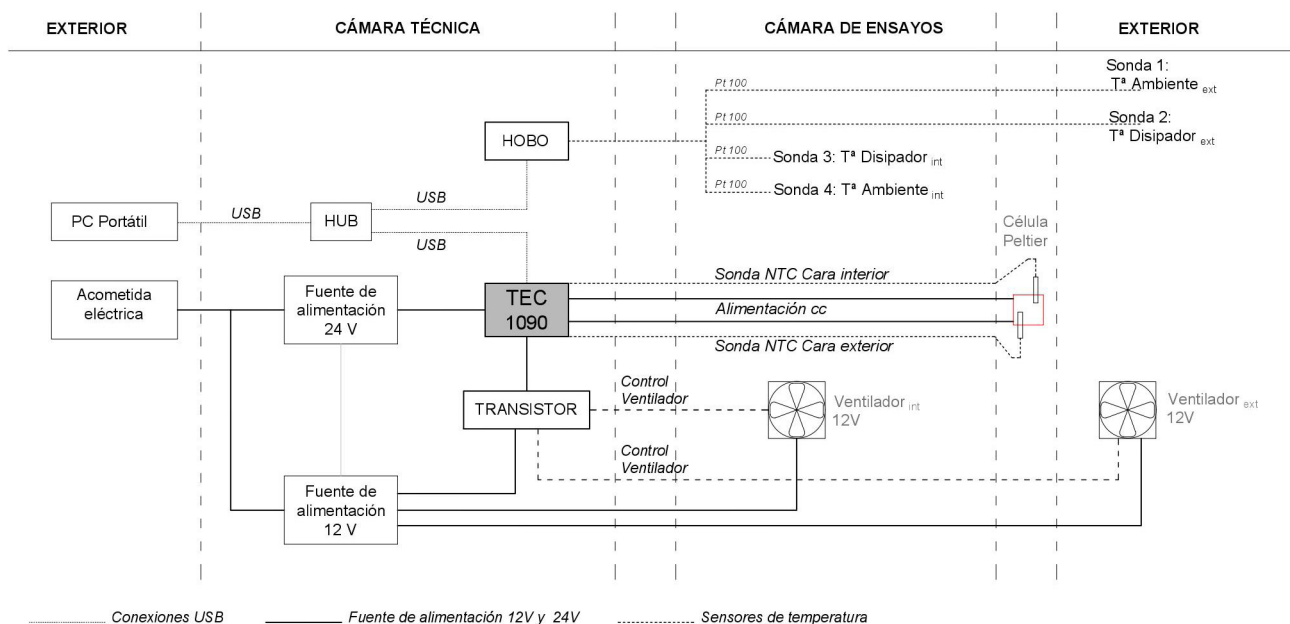 EXTERIOR
CÁMARA TÉCNICA
CÁMARA DE ENSAYOS
EXTERIOR
Sonda 1:
Tª Ambiente ext
Pt 100
Sonda 2:
Tª Disipador ext
Pt 100
HOBO
Pt 100
Sonda 3: Tª Disipador int
Pt 100
Sonda 4: Tª Ambiente int
PC Portátil
USB
HUB
USB
USB
Célula
Peltier
Acometida
eléctrica
Fuente de
alimentación
24 V
TEC
1090
Sonda NTC Cara interior
Alimentación cc
Sonda NTC Cara exterior
TRANSISTOR
Control
Ventilador
Ventilador int
12V
Ventilador ext
12V
Control
Ventilador
Fuente de
alimentación
12 V
Conexiones USB
Fuente de alimentación 12V y 24V
Sensores de temperatura